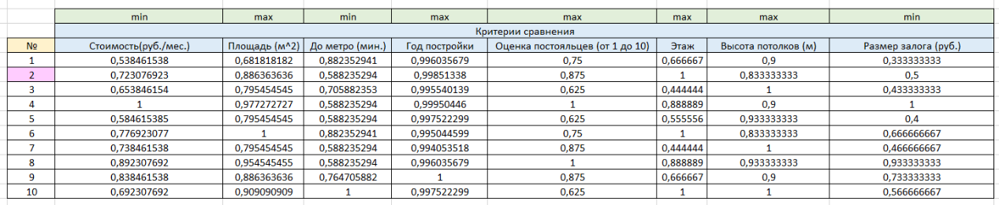 min max min max max max max min
Критерии сравнения
№ Стоимость(руб./мес.) Площадь (м^2) До метро (мин.) Год постройки Оценка постояльцев (от 1 до 10) Этаж Высота потолков (м) Размер залога (руб.)
1 0,538461538 0,681818182 0,882352941 0,996035679 0,75 0,666667 0,9 0,333333333
2 0,723076923 0,886363636 0,588235294 0,99851338 0,875 1 0,833333333 0,5
3 0,653846154 0,795454545 0,705882353 0,995540139 0,625 0,444444 1 0,433333333
4 1 0,977272727 0,588235294 0,99950446 1 0,888889 0,9 1
5 0,584615385 0,795454545 0,588235294 0,997522299 0,625 0,555556 0,933333333 0,4
6 0,776923077 1 0,882352941 0,995044599 0,75 1 0,833333333 0,666666667
7 0,738461538 0,795454545 0,588235294 0,994053518 0,875 0,444444 1 0,466666667
8 0,892307692 0,954545455 0,588235294 0,996035679 1 0,888889 0,933333333 0,933333333
9 0,838461538 0,886363636 0,764705882 1 0,875 0,666667 0,9 0,733333333
10 0,692307692 0,909090909 1 0,997522299 0,625 1 1 0,566666667